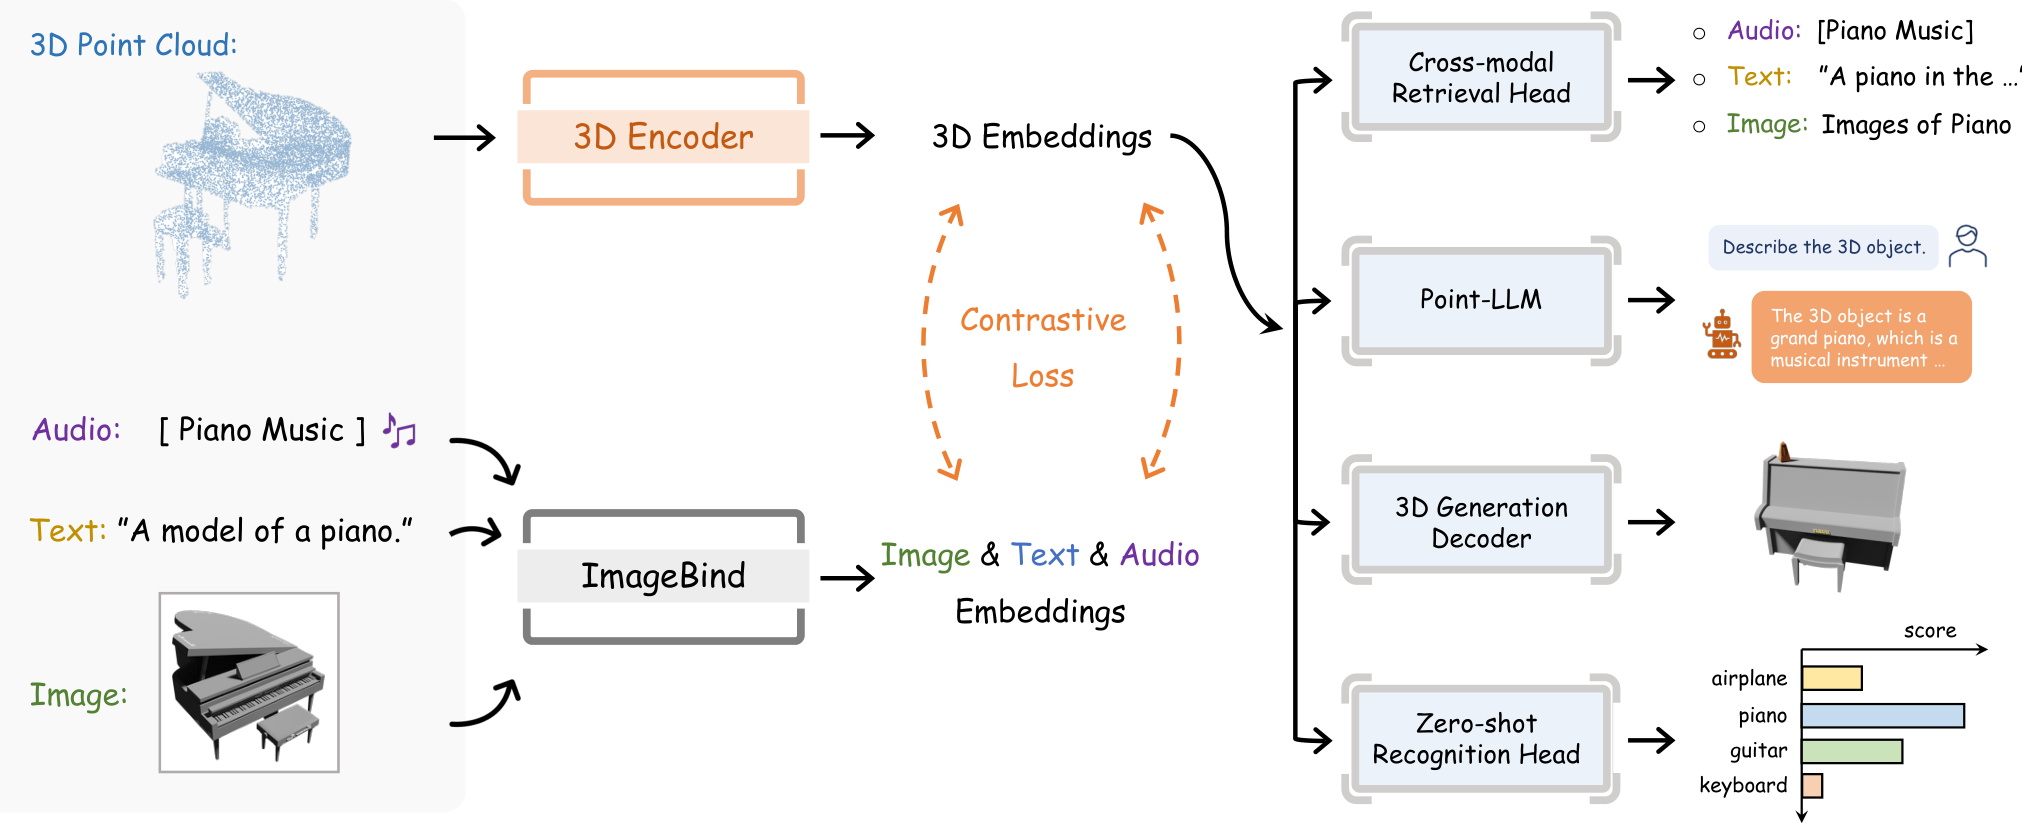 3D Point Cloud:
3D Encoder
3D Embeddings
Contrastive
Loss
Audio: [ Piano Music ]
Text: "A model of a piano."
Image:
ImageBind
Image & Text & Audio
Embeddings
Cross-modal
Retrieval Head
Audio: [Piano Music]
Text: "A piano in the ..."
Image: Images of Piano
Point-LLM
Describe the 3D object.
The 3D object is a
grand piano, which is a
musical instrument ...
3D Generation
Decoder
Zero-shot
Recognition Head
score
airplane
piano
guitar
keyboard